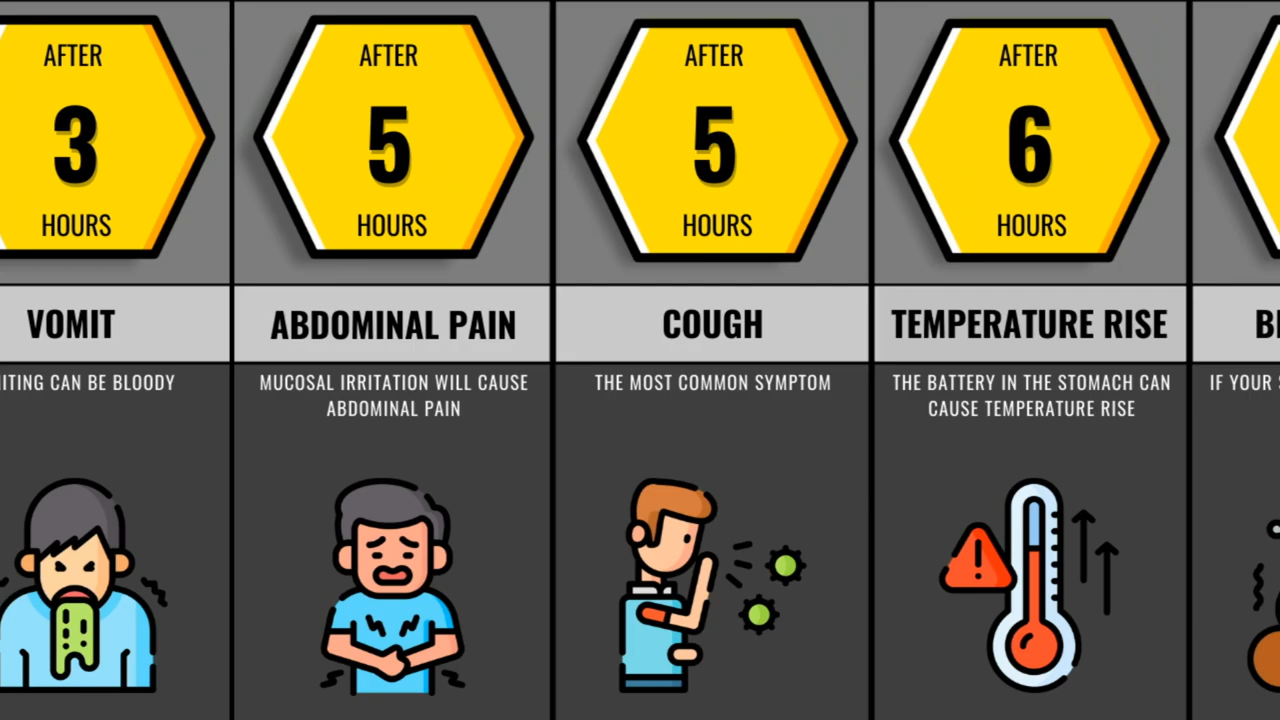 AFTER
3
HOURS
VOMIT
ITING CAN BE BLOODY
AFTER
5
HOURS
ABDOMINAL PAIN
MUCOSAL IRRITATION WILL CAUSE
ABDOMINAL PAIN
AFTER
5
HOURS
COUGH
THE MOST COMMON SYMPTOM
AFTER
6
HOURS
TEMPERATURE RISE
THE BATTERY IN THE STOMACH CAN
CAUSE TEMPERATURE RISE
IF YOUR